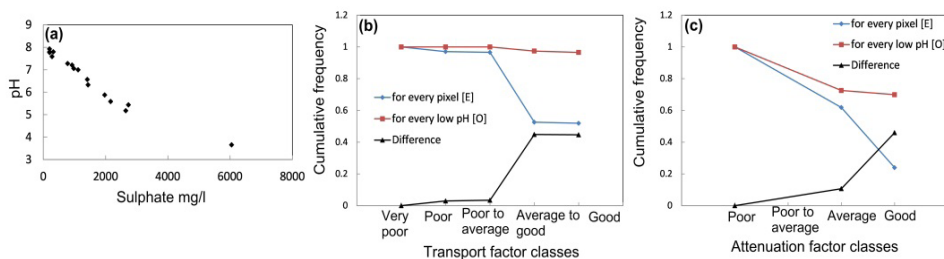 (a)
pH
9
8
7
6
5
4
3
0 2000 4000 6000 8000
Sulphate mg/l
(b)
Cumulative frequency
1.2
1
0.8
0.6
0.4
0.2
0
for every pixel [E]
for every low pH [O]
Difference
Very poor
Poor
Poor to average
Average to good
Good
Transport factor classes
(c)
Cumulative frequency
1.2
1
0.8
0.6
0.4
0.2
0
for every pixel [E]
for every low pH [O]
Difference
Poor
Poor to average
Average
Good
Attenuation factor classes